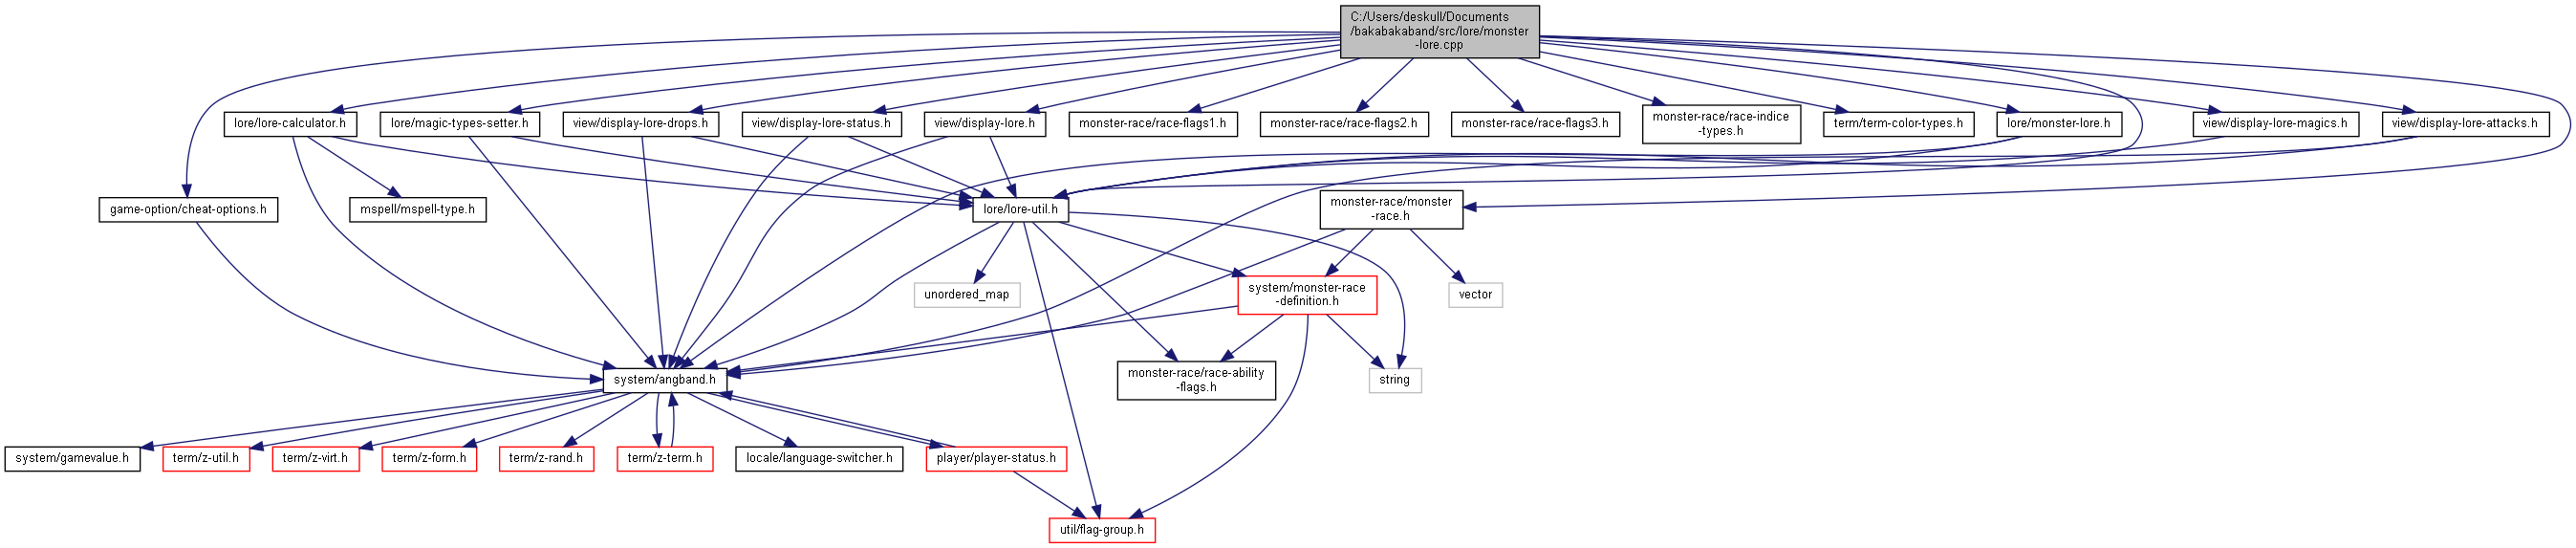 C:/Users/deskull/Documents
/bakabakaband/src/lore/monster
-lore.cpp
lore/lore-calculator.h
lore/magic-types-setter.h
view/display-lore-drops.h
view/display-lore-status.h
view/display-lore.h
monster-race/race-flags1.h
monster-race/race-flags2.h
monster-race/race-flags3.h
monster-race/race-indice
-types.h
term/term-color-types.h
lore/monster-lore.h
view/display-lore-magics.h
view/display-lore-attacks.h
game-option/cheat-options.h
mspell/mspell-type.h
lore/lore-util.h
monster-race/monster
-race.h
unordered_map
system/monster-race
-definition.h
vector
system/angband.h
monster-race/race-ability
-flags.h
string
system/gamevalue.h
term/z-util.h
term/z-virt.h
term/z-form.h
term/z-rand.h
term/z-term.h
locale/language-switcher.h
player/player-status.h
util/flag-group.h